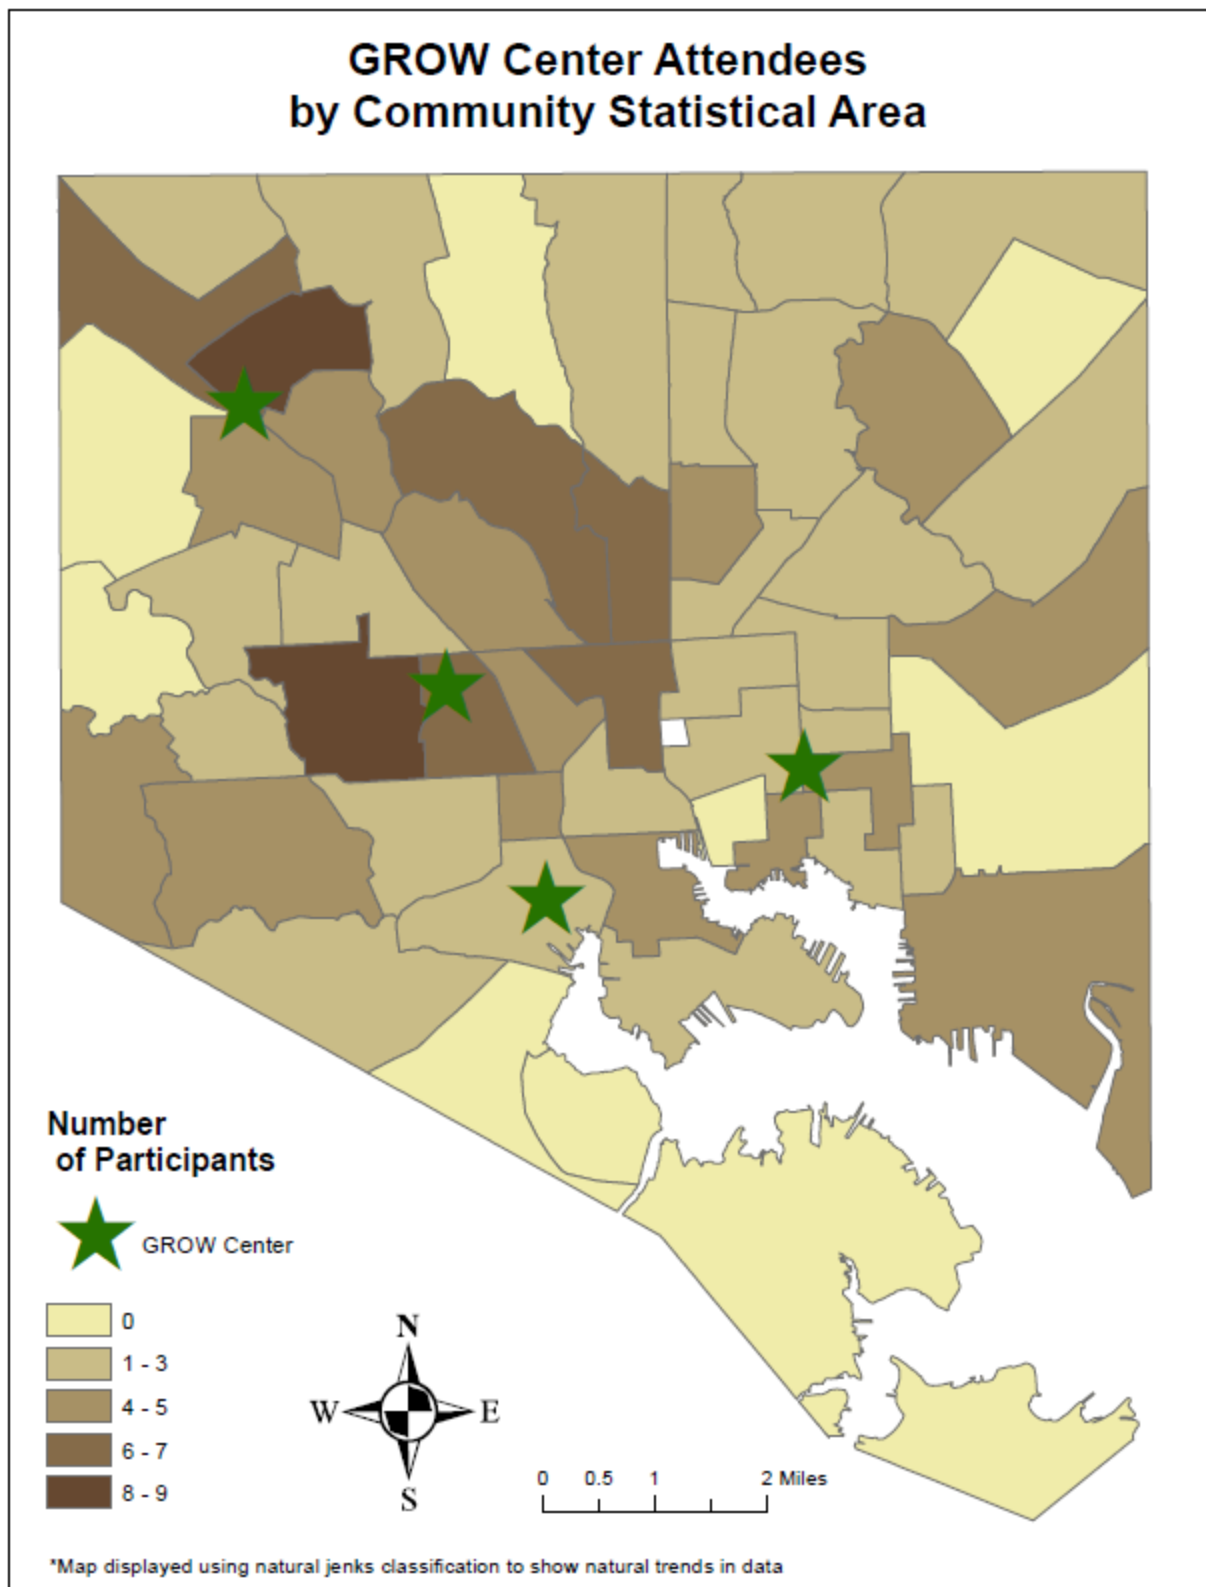 GROW Center Attendees
by Community Statistical Area
Number
of Participants
GROW Center
0
1 - 3
4 - 5
6 - 7
8 - 9
N
W E
S
0 0.5 1 2 Miles
*Map displayed using natural jenks classification to show natural trends in data